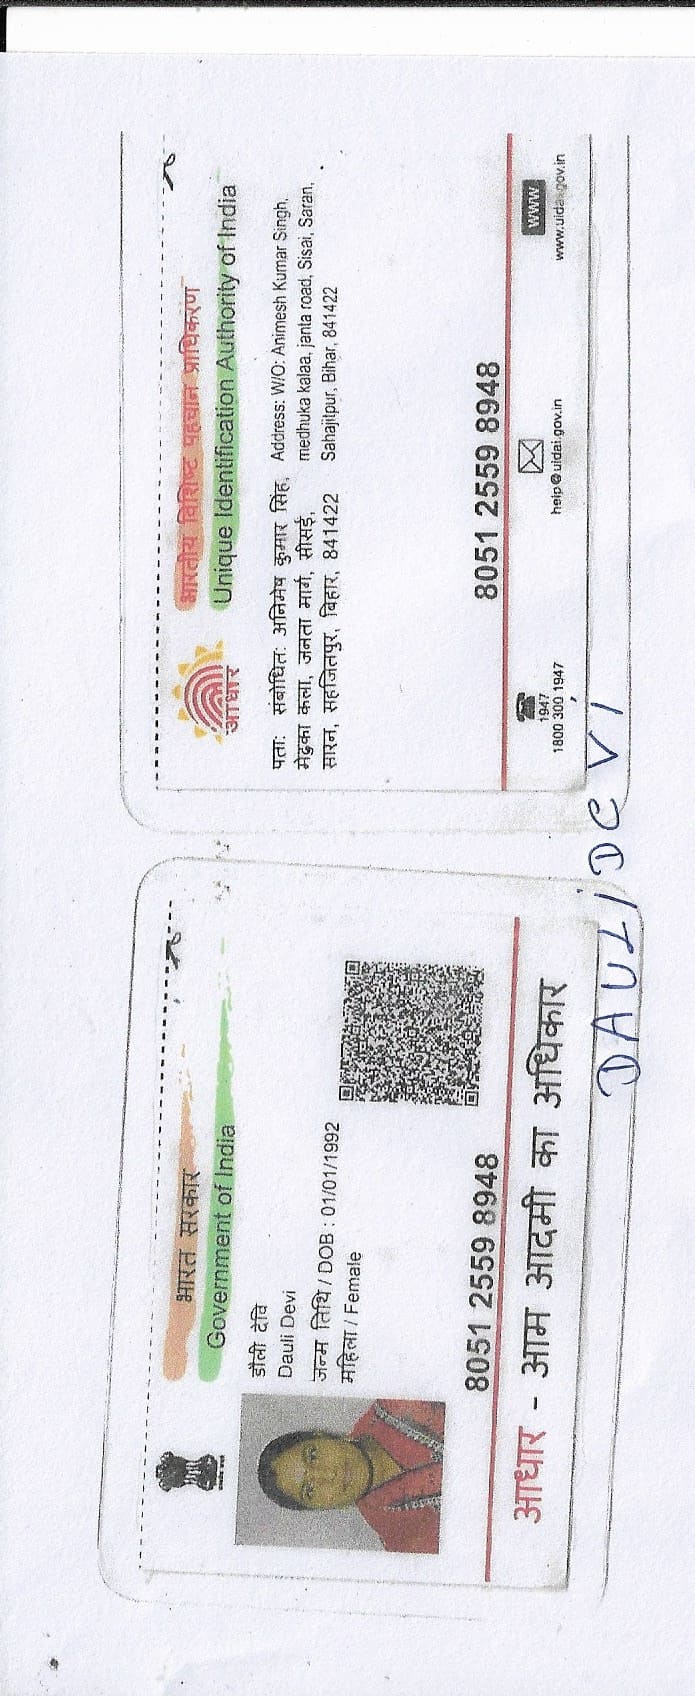 भारत सरकार
Government of India
डौली देवि
Dauli Devi
जन्म तिथि / DOB : 01/01/1992
महिला / Female
8051 2559 8948
आधार - आम आदमी का अधिकार
भारतीय विशिष्ट पहचान प्राधिकरण
Unique Identification Authority of India
आधार
पता: संबोधित: अनिमेष कुमार सिंह,
मेढुका कला, जनता मार्ग, सीसई,
सारन, सहजितपुर, बिहार, 841422
Address: W/O: Animesh Kumar Singh,
medhuka kalaa, janta road, Sisai, Saran,
Sahajitpur, Bihar, 841422
8051 2559 8948
1947
1800 300 1947
help@uidai.gov.in
www
www.uidai.gov.in
DAULI DEVI